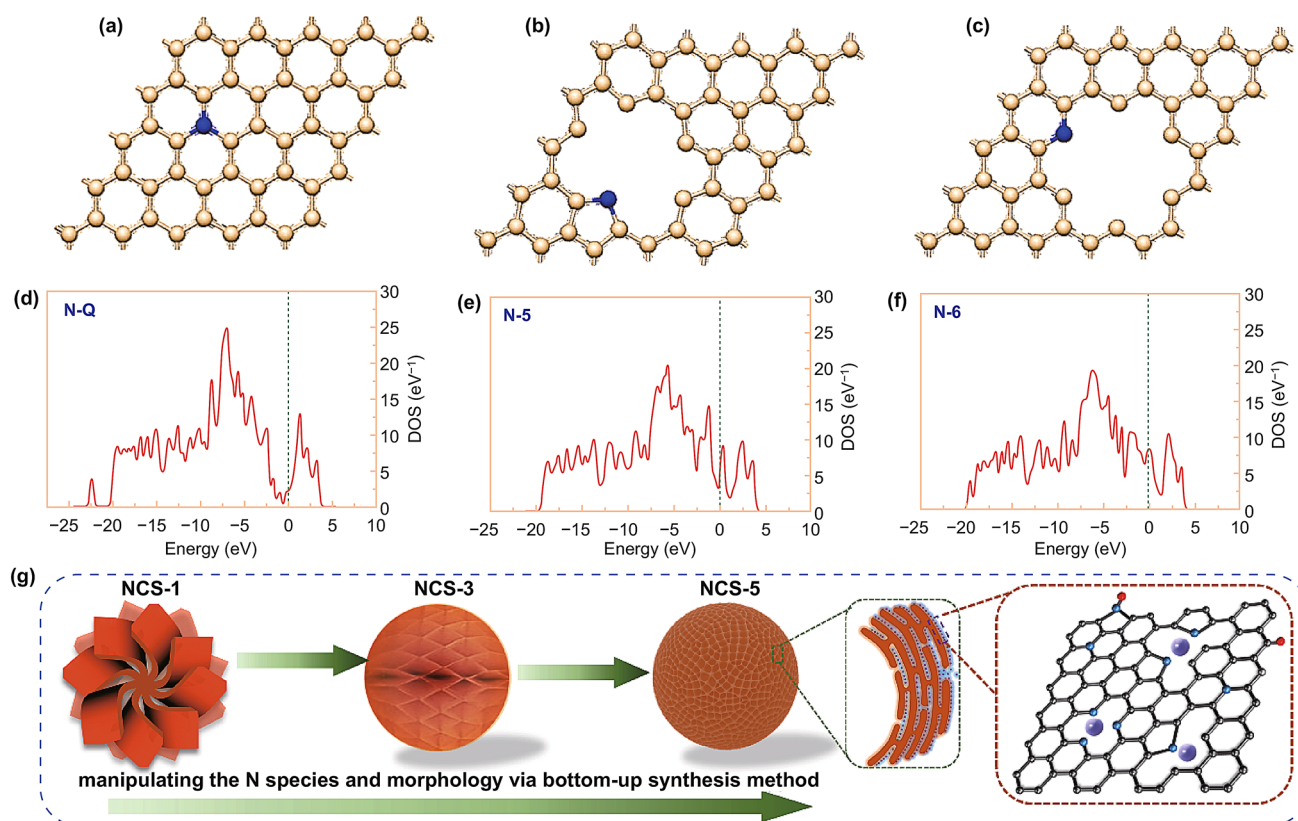 (a)
(b)
(c)
(d)
N-Q
30
25
20
15
10
5
0
DOS (eV⁻¹)
−25 −20 −15 −10 −5 0 5 10
Energy (eV)
(e)
N-5
30
25
20
15
10
5
0
DOS (eV⁻¹)
−25 −20 −15 −10 −5 0 5 10
Energy (eV)
(f)
N-6
30
25
20
15
10
5
0
DOS (eV⁻¹)
−25 −20 −15 −10 −5 0 5 10
Energy (eV)
(g)
NCS-1
NCS-3
NCS-5
manipulating the N species and morphology via bottom-up synthesis method